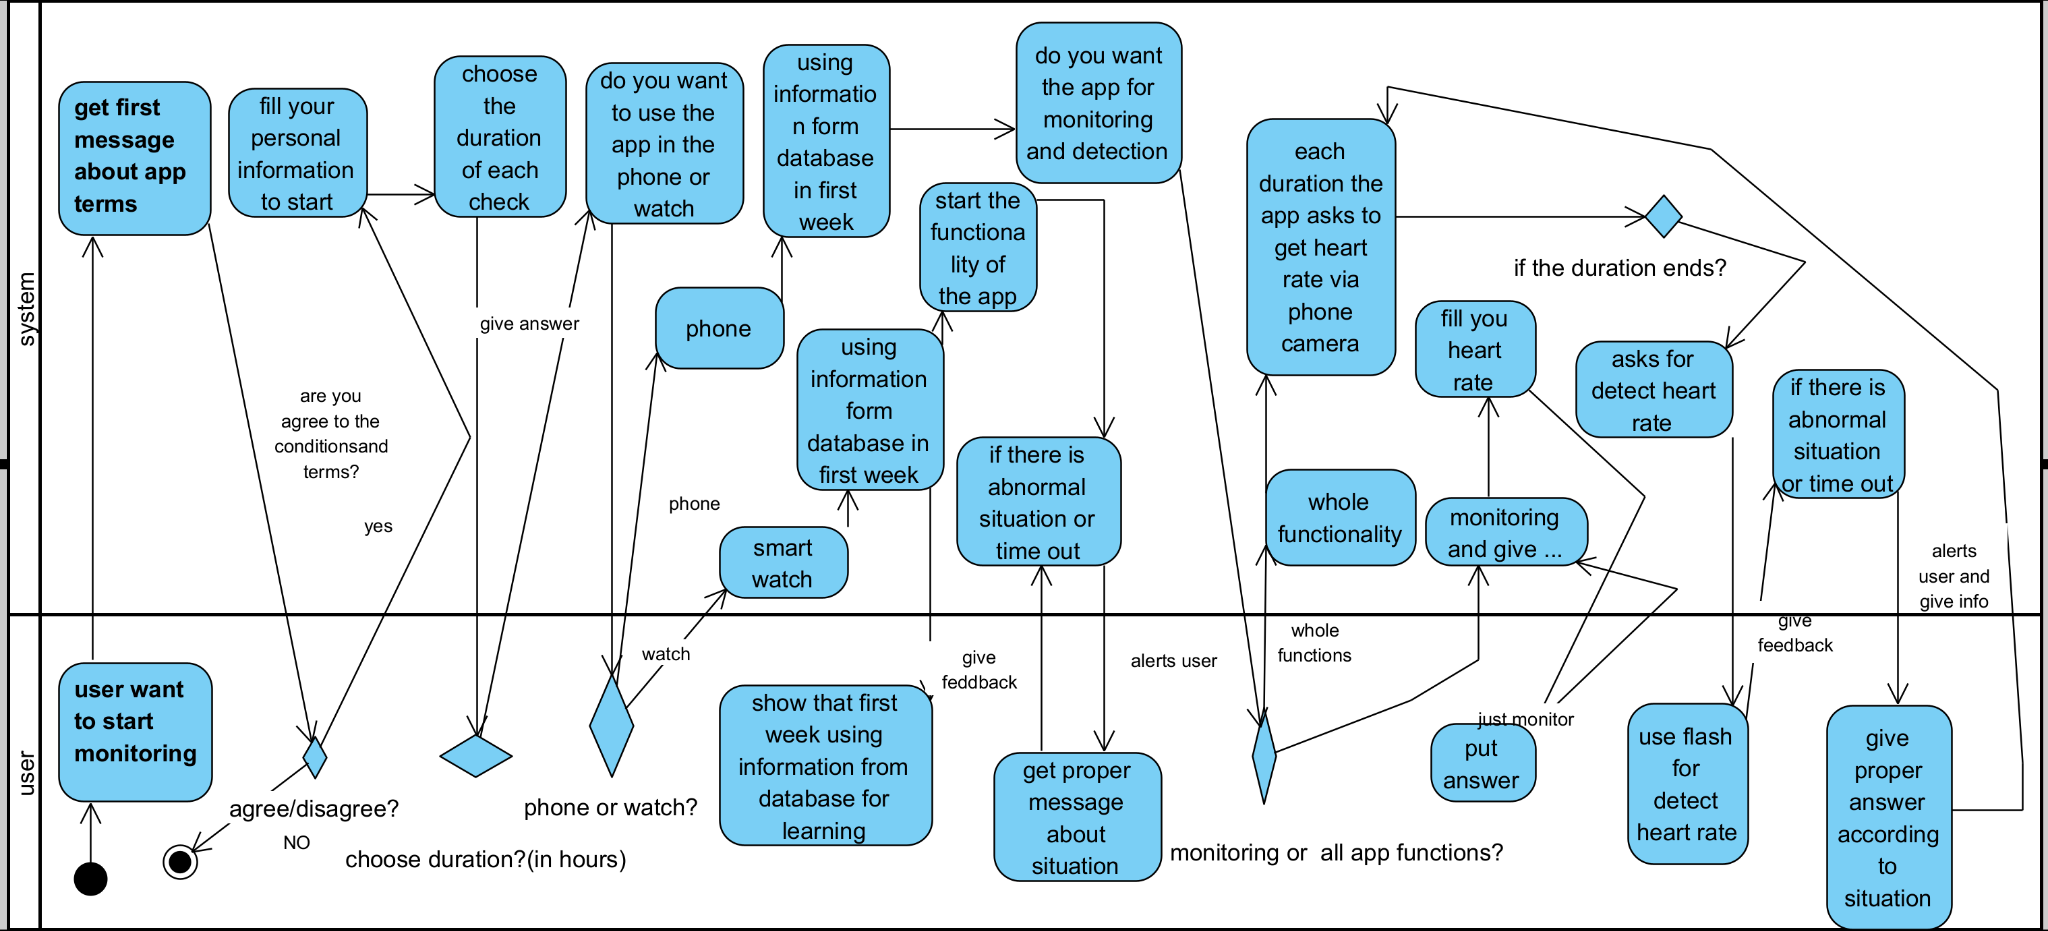 system
user
get first
message
about app
terms
fill your
personal
information
to start
choose
the
duration
of each
check
do you want
to use the
app in the
phone or
watch
using
informatio
n form
database
in first
week
do you want
the app for
monitoring
and detection
start the
functiona
lity of
the app
each
duration the
app asks to
get heart
rate via
phone
camera
if the duration ends?
give answer
phone
using
information
form
database in
first week
fill you
heart
rate
asks for
detect heart
rate
if there is
abnormal
situation
or time out
are you
agree to the
conditionsand
terms?
yes
phone
smart
watch
if there is
abnormal
situation or
time out
whole
functionality
monitoring
and give ...
alerts
user and
give info
user want
to start
monitoring
watch
give
feddback
alerts user
whole
functions
give
feedback
show that first
week using
information from
database for
learning
just monitor
put
answer
use flash
for
detect
heart rate
give
proper
answer
according
to
situation
get proper
message
about
situation
agree/disagree?
NO
choose duration?(in hours)
phone or watch?
monitoring or  all app functions?